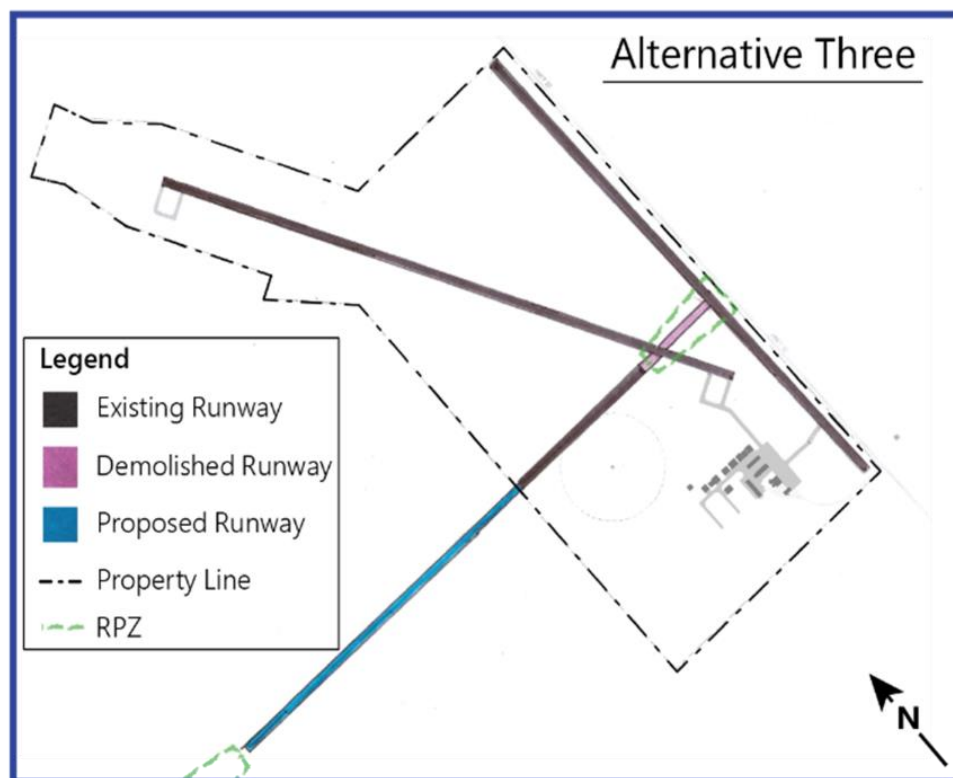 Alternative Three
Legend
Existing Runway
Demolished Runway
Proposed Runway
Property Line
RPZ
N